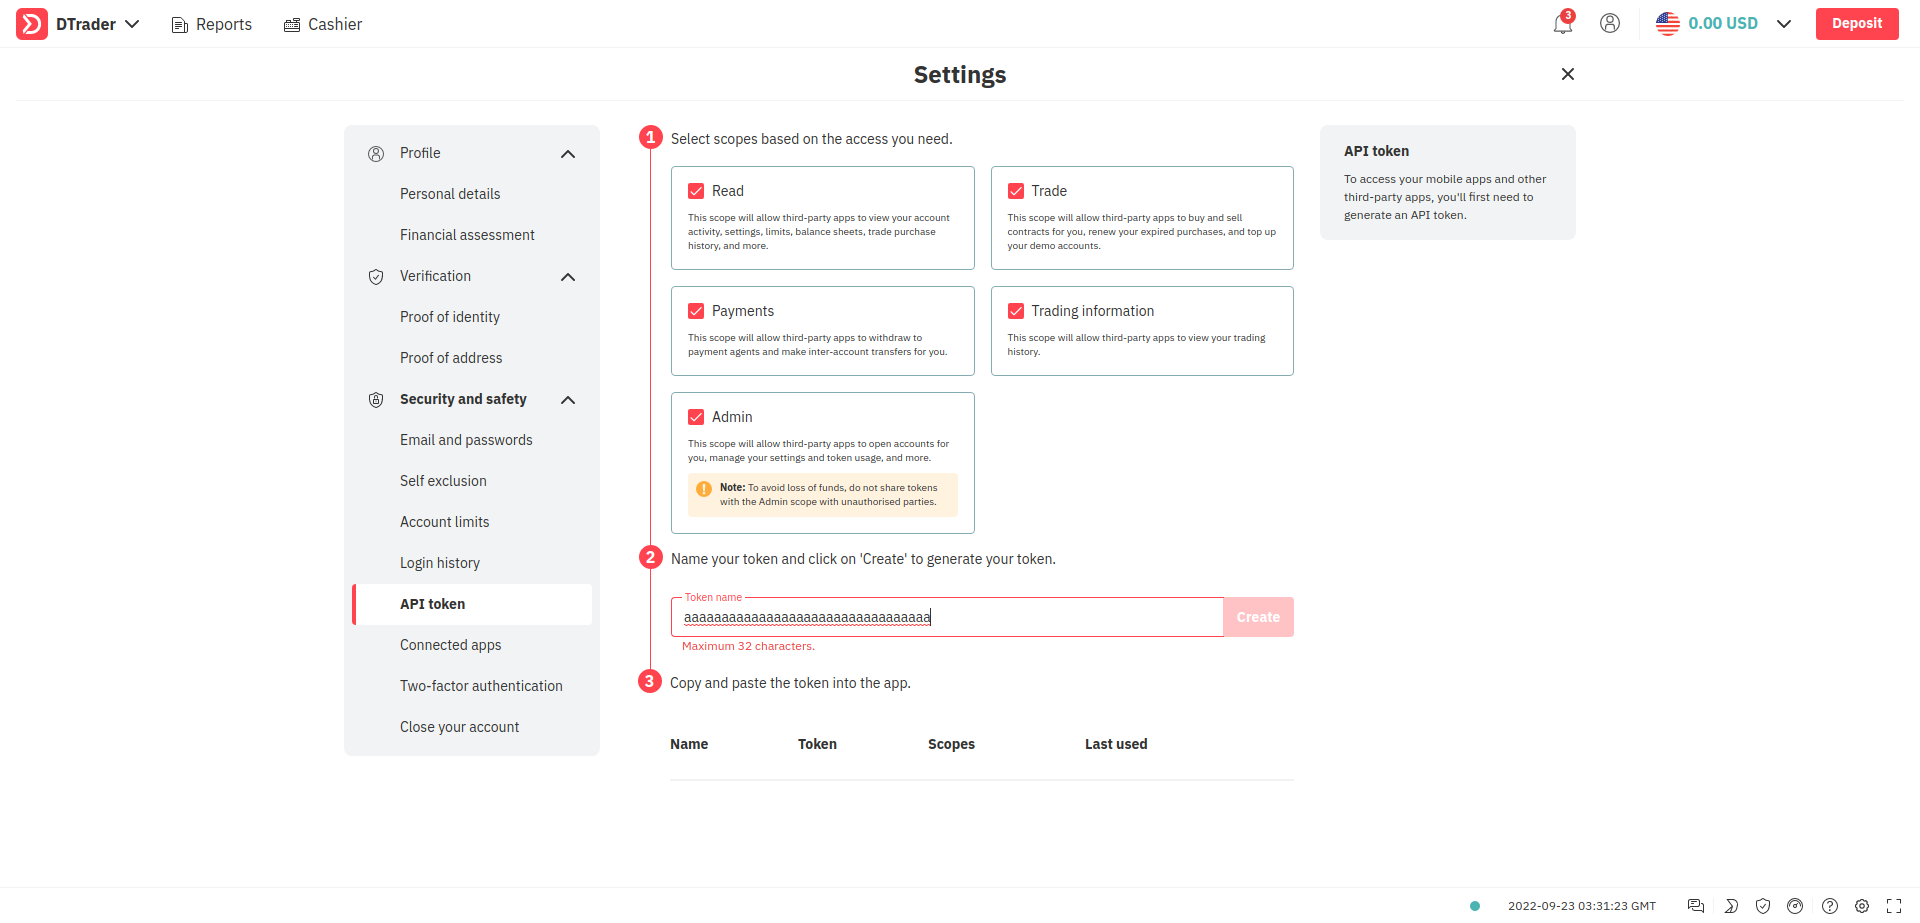 DTrader
Reports
Cashier
3
0.00 USD
Deposit
Settings
Profile
Personal details
Financial assessment
Verification
Proof of identity
Proof of address
Security and safety
Email and passwords
Self exclusion
Account limits
Login history
API token
Connected apps
Two-factor authentication
Close your account
1 Select scopes based on the access you need.
Read
This scope will allow third-party apps to view your account
activity, settings, limits, balance sheets, trade purchase
history, and more.
Trade
This scope will allow third-party apps to buy and sell
contracts for you, renew your expired purchases, and top up
your demo accounts.
Payments
This scope will allow third-party apps to withdraw to
payment agents and make inter-account transfers for you.
Trading information
This scope will allow third-party apps to view your trading
history.
Admin
This scope will allow third-party apps to open accounts for
you, manage your settings and token usage, and more.
Note: To avoid loss of funds, do not share tokens
with the Admin scope with unauthorised parties.
2 Name your token and click on 'Create' to generate your token.
Token name
aaaaaaaaaaaaaaaaaaaaaaaaaaaaaaaaa
Create
Maximum 32 characters.
3 Copy and paste the token into the app.
Name Token Scopes Last used
API token
To access your mobile apps and other
third-party apps, you'll first need to
generate an API token.
2022-09-23 03:31:23 GMT